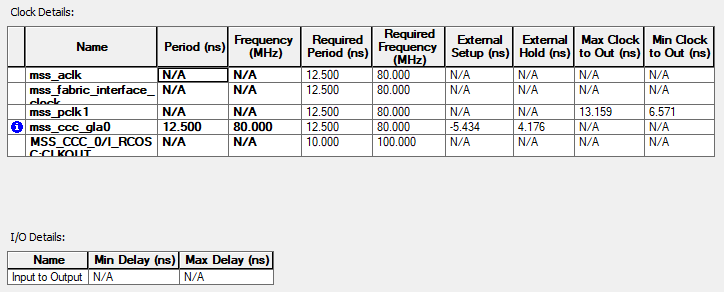 Clock Details:
Name Period (ns) Frequency (MHz) Required Period (ns) Required Frequency (MHz) External Setup (ns) External Hold (ns) Max Clock to Out (ns) Min Clock to Out (ns)
mss_aclk N/A N/A 12.500 80.000 N/A N/A N/A N/A
mss_fabric_interface_clock N/A N/A 12.500 80.000 N/A N/A N/A N/A
mss_pclk1 N/A N/A 12.500 80.000 N/A N/A 13.159 6.571
mss_ccc_gla0 12.500 80.000 12.500 80.000 -5.434 4.176 N/A N/A
MSS_CCC_0/I_RCOSC:CLKOUT N/A N/A 10.000 100.000 N/A N/A N/A N/A
I/O Details:
Name Min Delay (ns) Max Delay (ns)
Input to Output N/A N/A